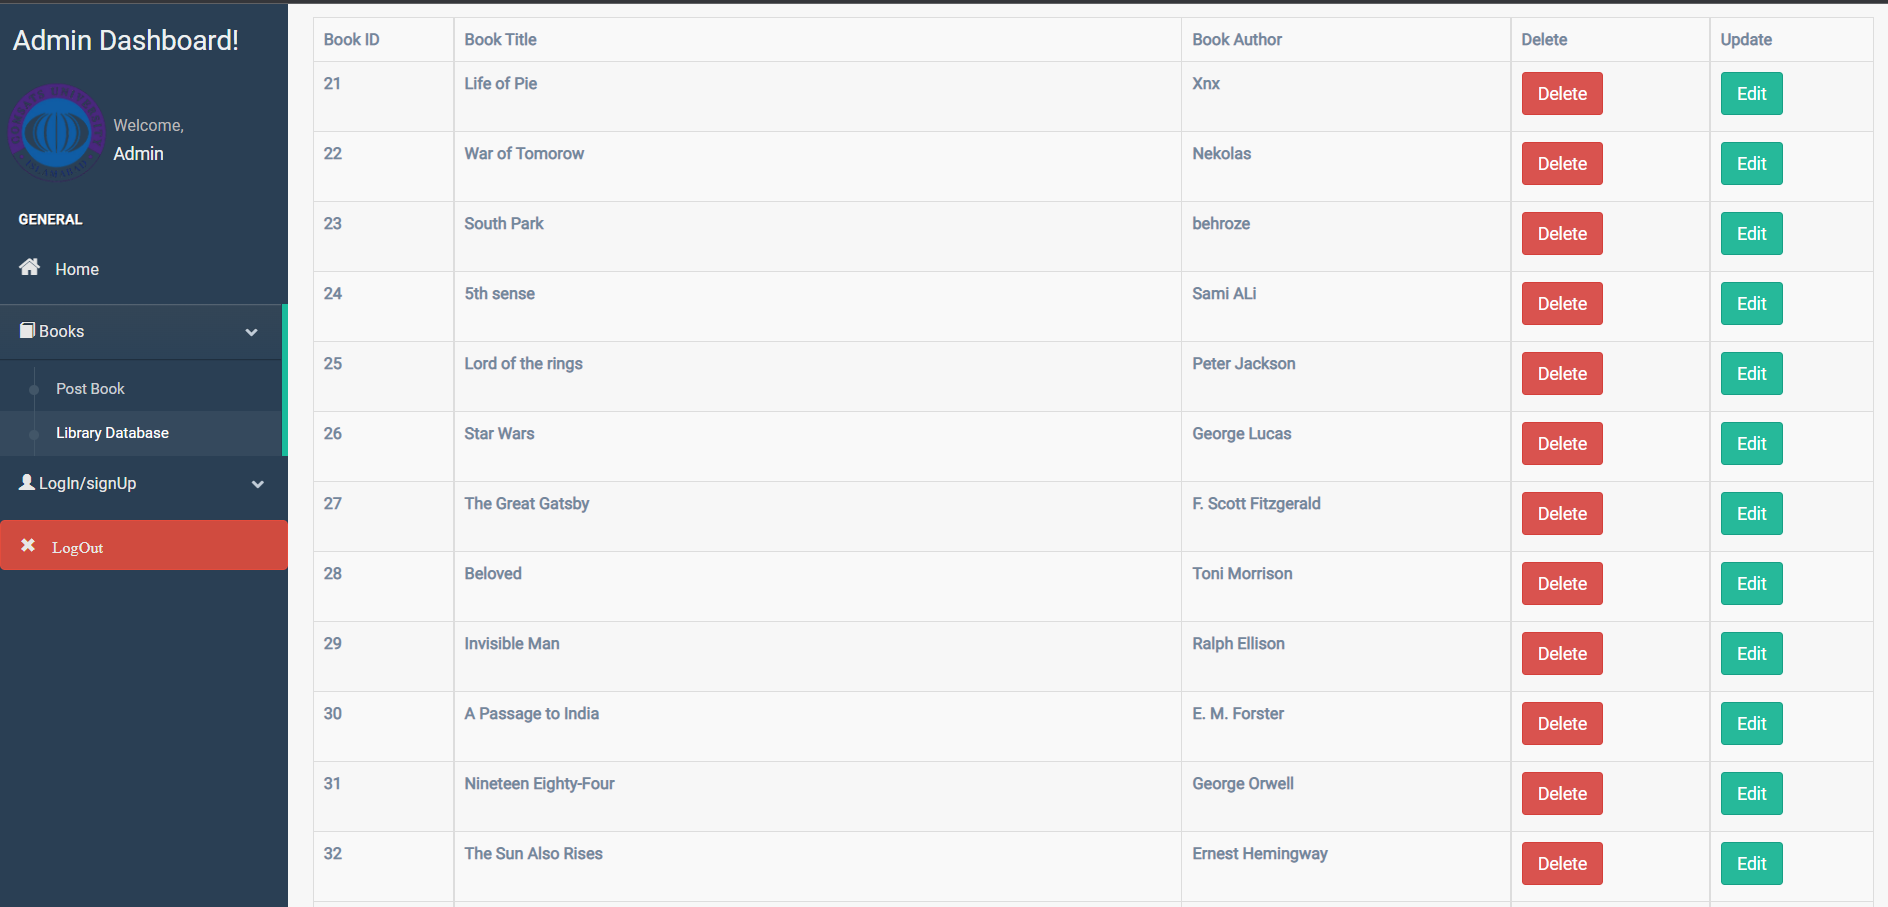 Admin Dashboard!
Welcome,
Admin
GENERAL
Home
Books
Post Book
Library Database
LogIn/signUp
LogOut
Book ID Book Title Book Author Delete Update
21 Life of Pie Xnx Delete Edit
22 War of Tomorow Nekolas Delete Edit
23 South Park behroze Delete Edit
24 5th sense Sami ALi Delete Edit
25 Lord of the rings Peter Jackson Delete Edit
26 Star Wars George Lucas Delete Edit
27 The Great Gatsby F. Scott Fitzgerald Delete Edit
28 Beloved Toni Morrison Delete Edit
29 Invisible Man Ralph Ellison Delete Edit
30 A Passage to India E. M. Forster Delete Edit
31 Nineteen Eighty-Four George Orwell Delete Edit
32 The Sun Also Rises Ernest Hemingway Delete Edit